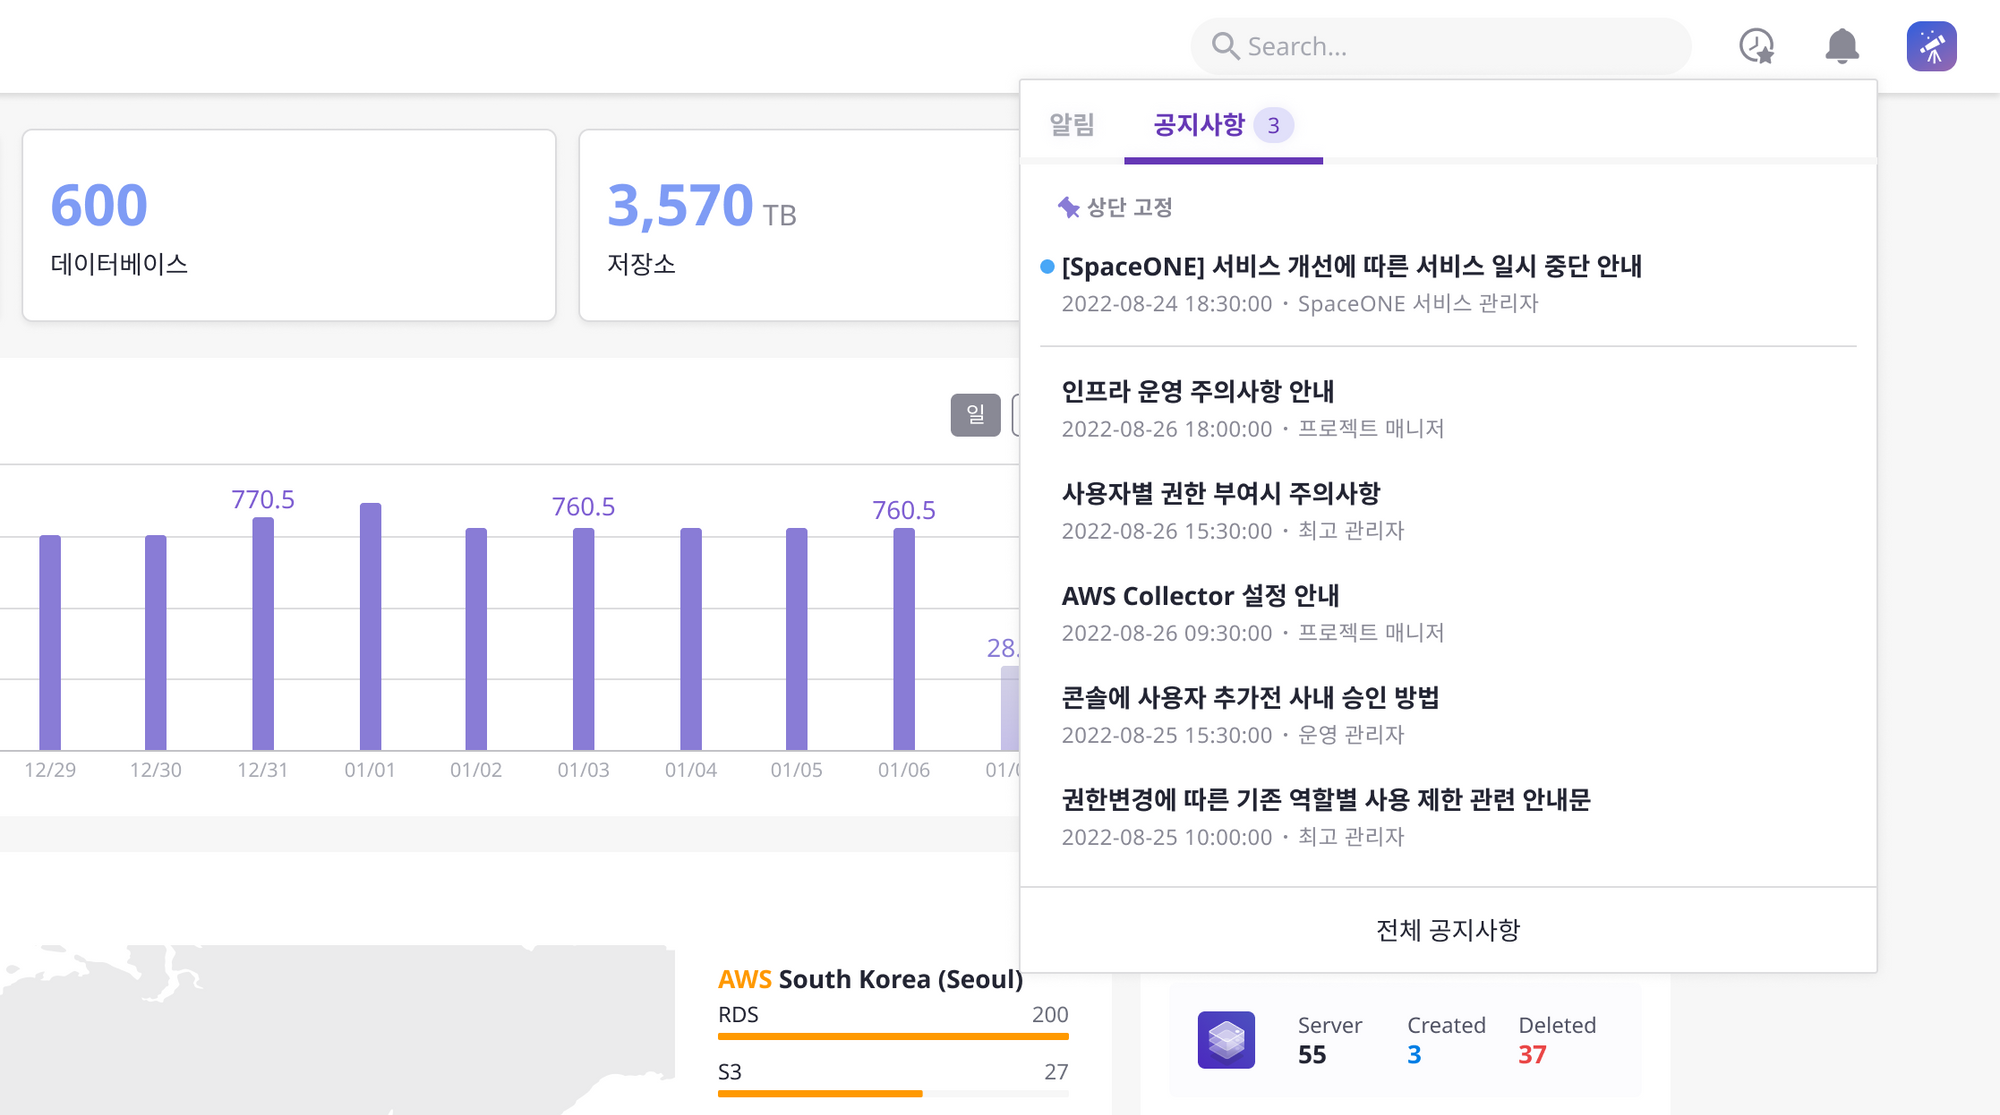 Search...
알림
공지사항 3
상단 고정
[SpaceONE] 서비스 개선에 따른 서비스 일시 중단 안내
2022-08-24 18:30:00 · SpaceONE 서비스 관리자
인프라 운영 주의사항 안내
2022-08-26 18:00:00 · 프로젝트 매니저
사용자별 권한 부여시 주의사항
2022-08-26 15:30:00 · 최고 관리자
AWS Collector 설정 안내
2022-08-26 09:30:00 · 프로젝트 매니저
콘솔에 사용자 추가전 사내 승인 방법
2022-08-25 15:30:00 · 운영 관리자
권한변경에 따른 기존 역할별 사용 제한 관련 안내문
2022-08-25 10:00:00 · 최고 관리자
전체 공지사항
600
데이터베이스
3,570 TB
저장소
일
770.5
760.5
760.5
28.
12/29
12/30
12/31
01/01
01/02
01/03
01/04
01/05
01/06
AWS South Korea (Seoul)
RDS 200
S3 27
Server
55
Created
3
Deleted
37